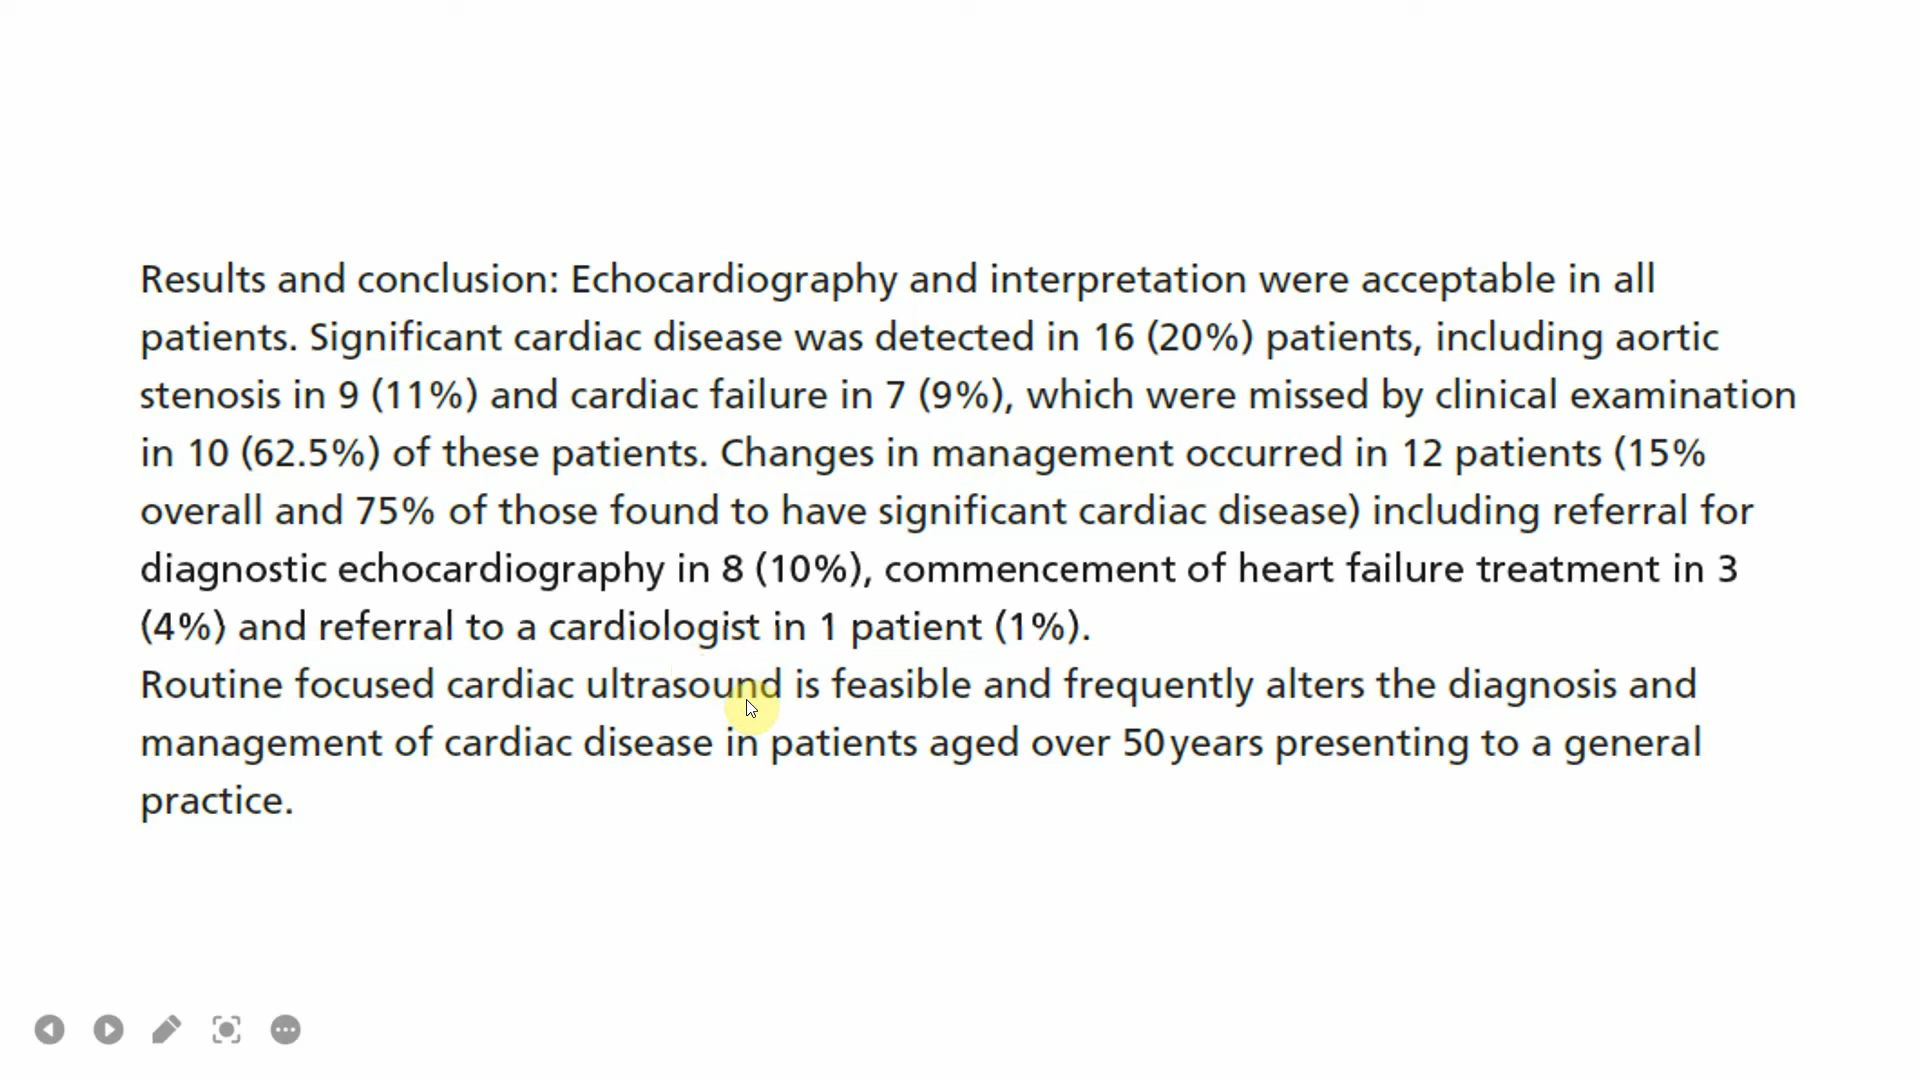 Results and conclusion: Echocardiography and interpretation were acceptable in all
patients. Significant cardiac disease was detected in 16 (20%) patients, including aortic
stenosis in 9 (11%) and cardiac failure in 7 (9%), which were missed by clinical examination
in 10 (62.5%) of these patients. Changes in management occurred in 12 patients (15%
overall and 75% of those found to have significant cardiac disease) including referral for
diagnostic echocardiography in 8 (10%), commencement of heart failure treatment in 3
(4%) and referral to a cardiologist in 1 patient (1%).
Routine focused cardiac ultrasound is feasible and frequently alters the diagnosis and
management of cardiac disease in patients aged over 50 years presenting to a general
practice.